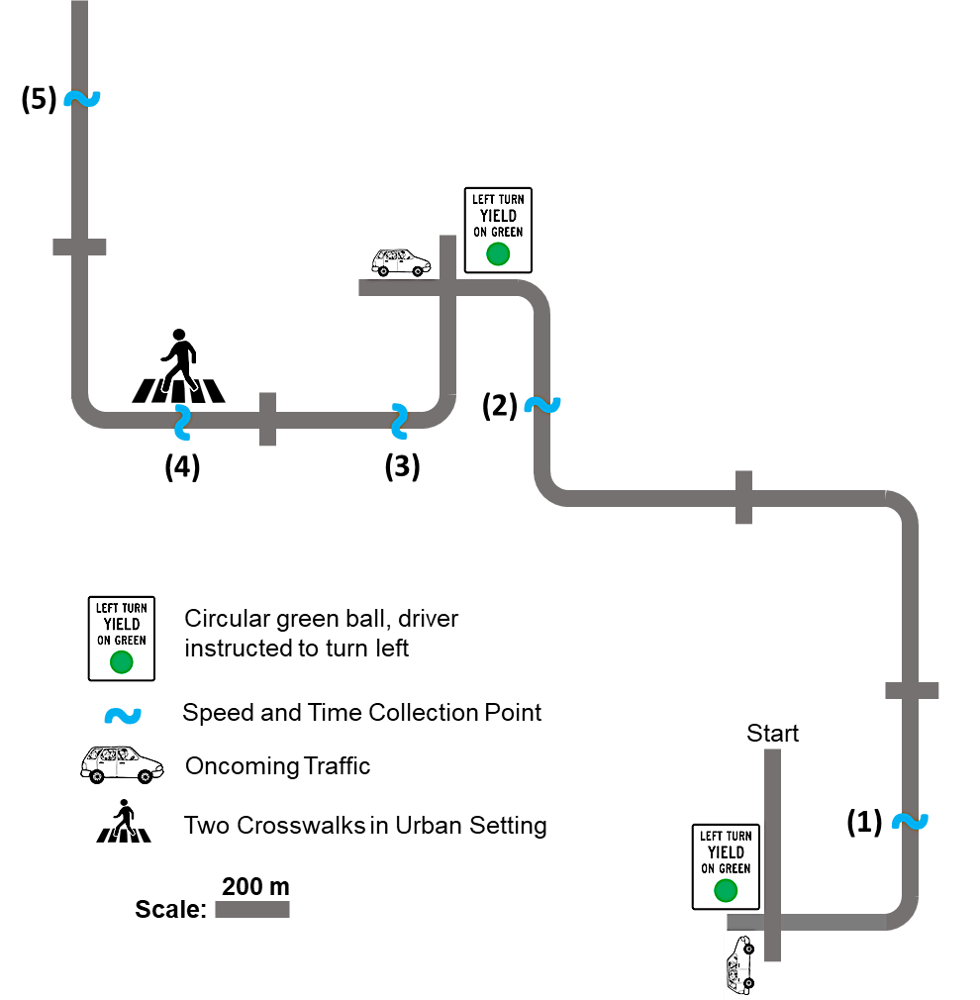 (5)
LEFT TURN
YIELD
ON GREEN
(2)
(4)
(3)
LEFT TURN
YIELD
ON GREEN
Circular green ball, driver
instructed to turn left
Speed and Time Collection Point
Oncoming Traffic
Two Crosswalks in Urban Setting
200 m
Scale:
Start
(1)
LEFT TURN
YIELD
ON GREEN